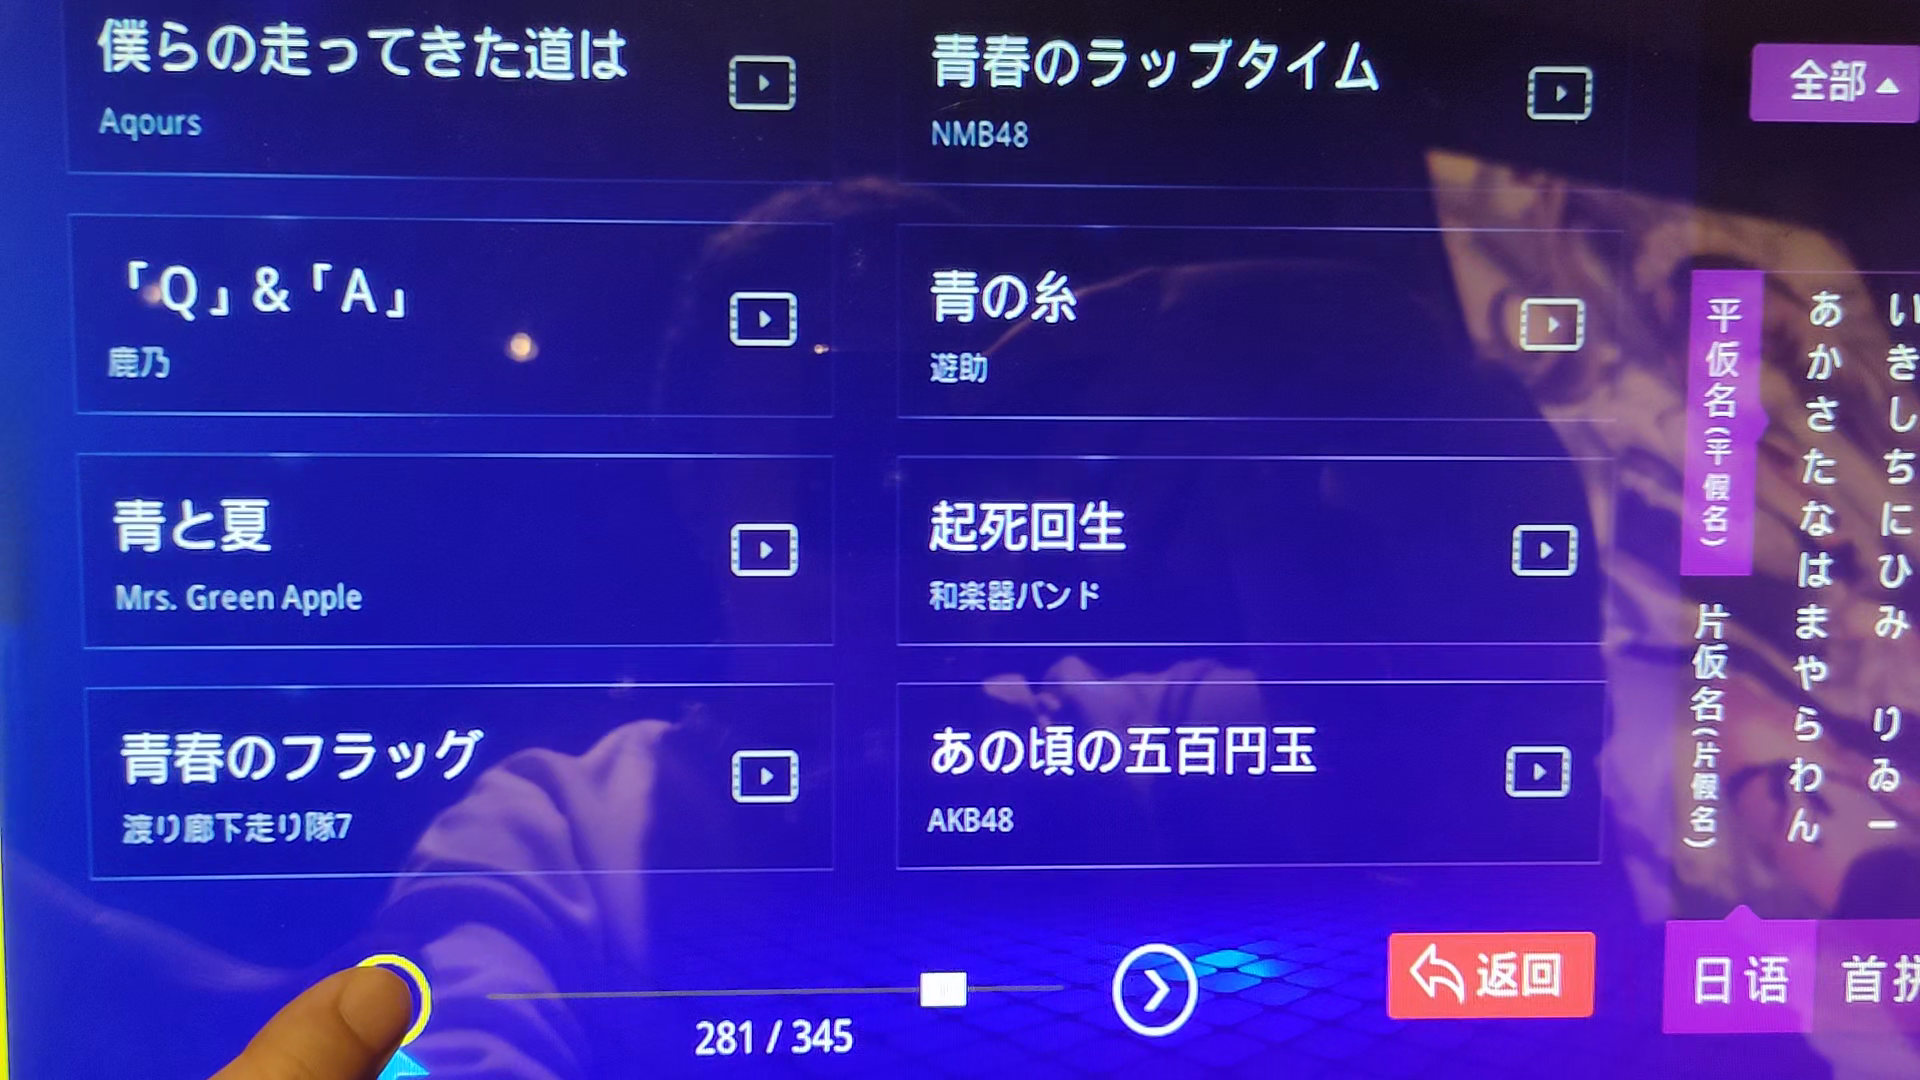 僕らの走ってきた道は
Aqours
青春のラップタイム
NMB48
「Q」&「A」
鹿乃
青の糸
遊助
青と夏
Mrs. Green Apple
起死回生
和楽器バンド
青春のフラッグ
渡り廊下走り隊7
あの頃の五百円玉
AKB48
281 / 345
返回
全部
平仮名(平假名)
片仮名(片假名)
あかさたなはまやらわん
いきしちにひみ りゐー
日语
首拼